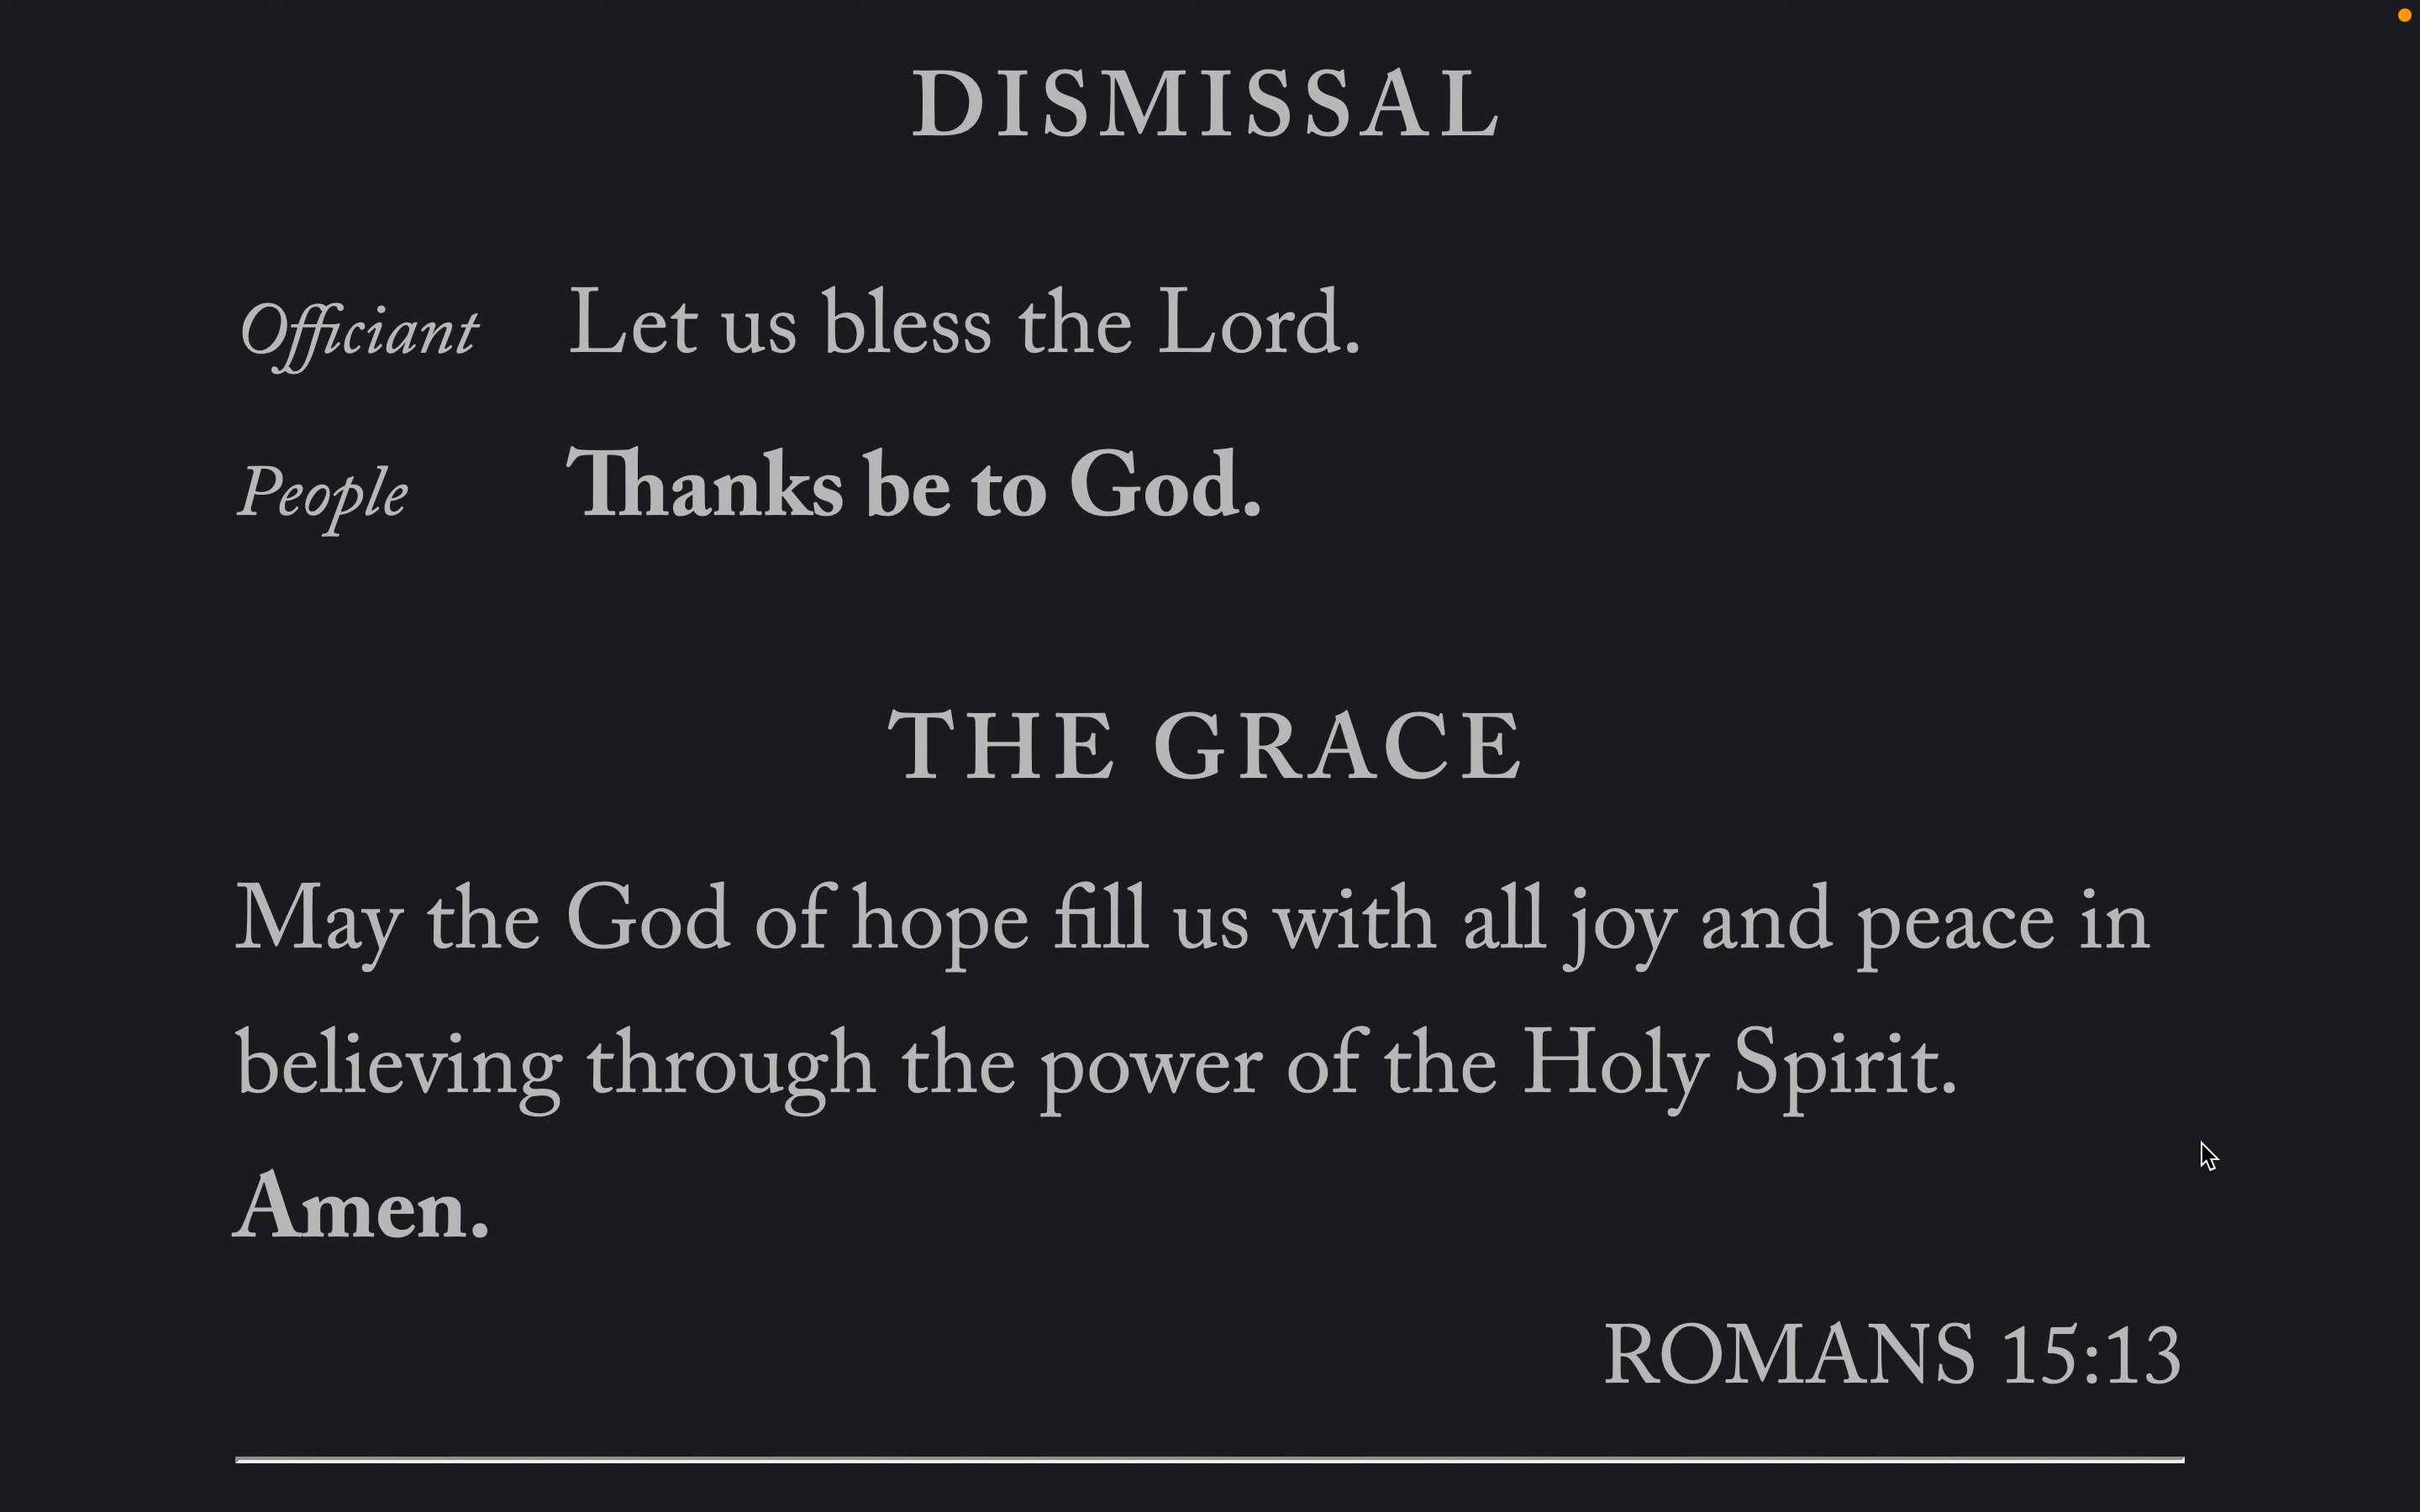 DISMISSAL
Officiant Let us bless the Lord.
People Thanks be to God.
THE GRACE
May the God of hope fill us with all joy and peace in
believing through the power of the Holy Spirit.
Amen.
ROMANS 15:13